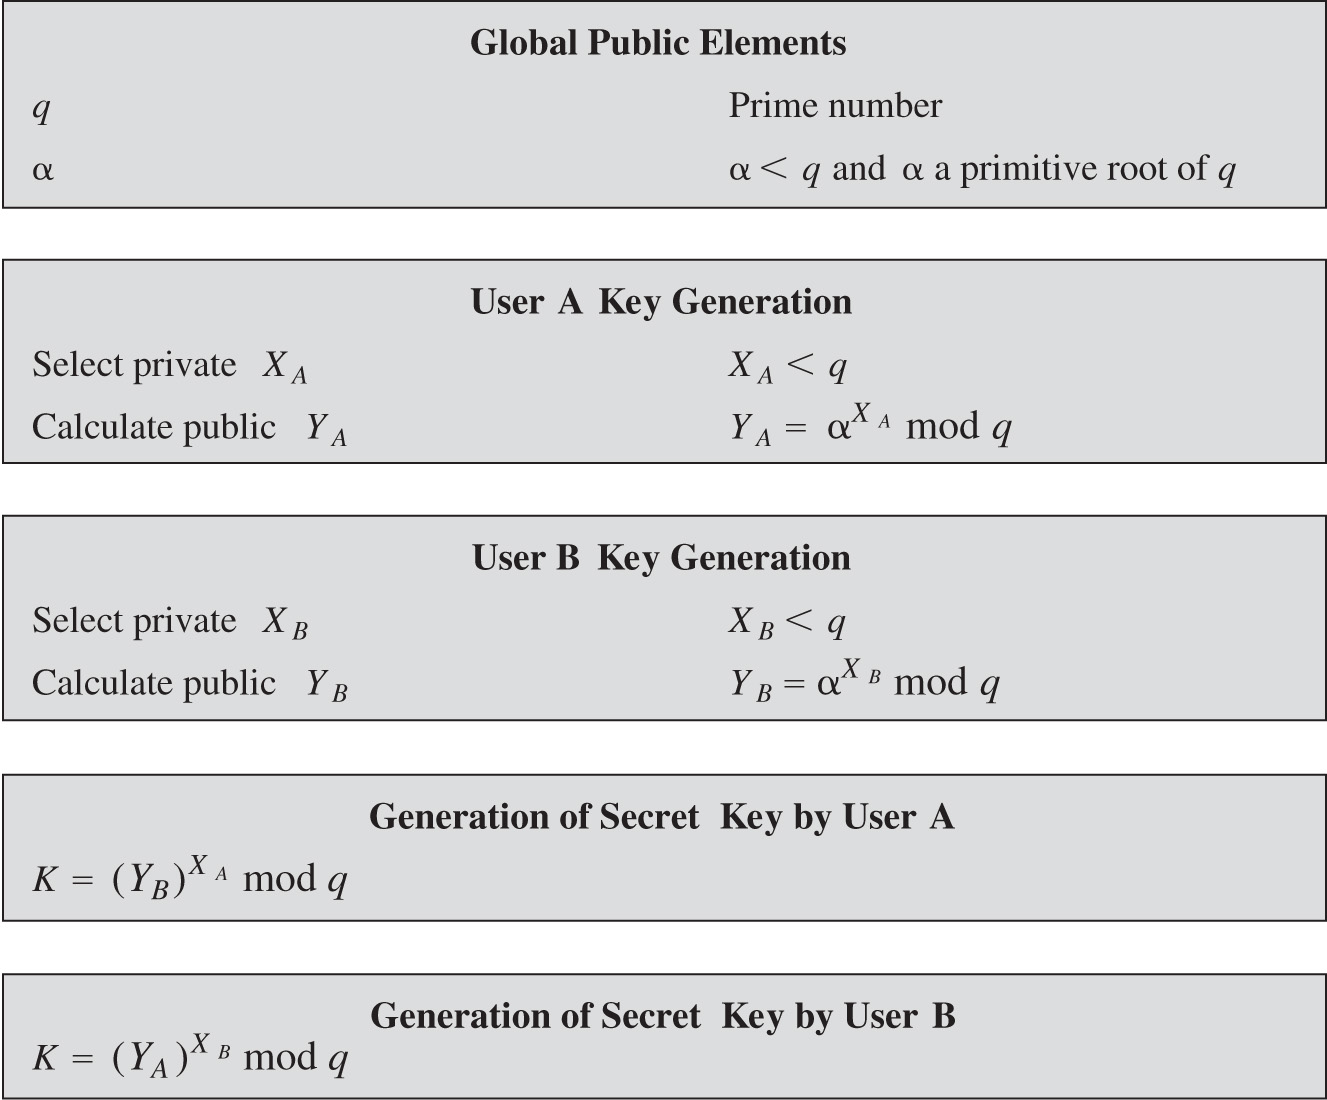 Global Public Elements
q Prime number
α α < q and α a primitive root of q
User A Key Generation
Select private X_A X_A < q
Calculate public Y_A Y_A = α^{X_A} mod q
User B Key Generation
Select private X_B X_B < q
Calculate public Y_B Y_B = α^{X_B} mod q
Generation of Secret Key by User A
K = (Y_B)^{X_A} mod q
Generation of Secret Key by User B
K = (Y_A)^{X_B} mod q